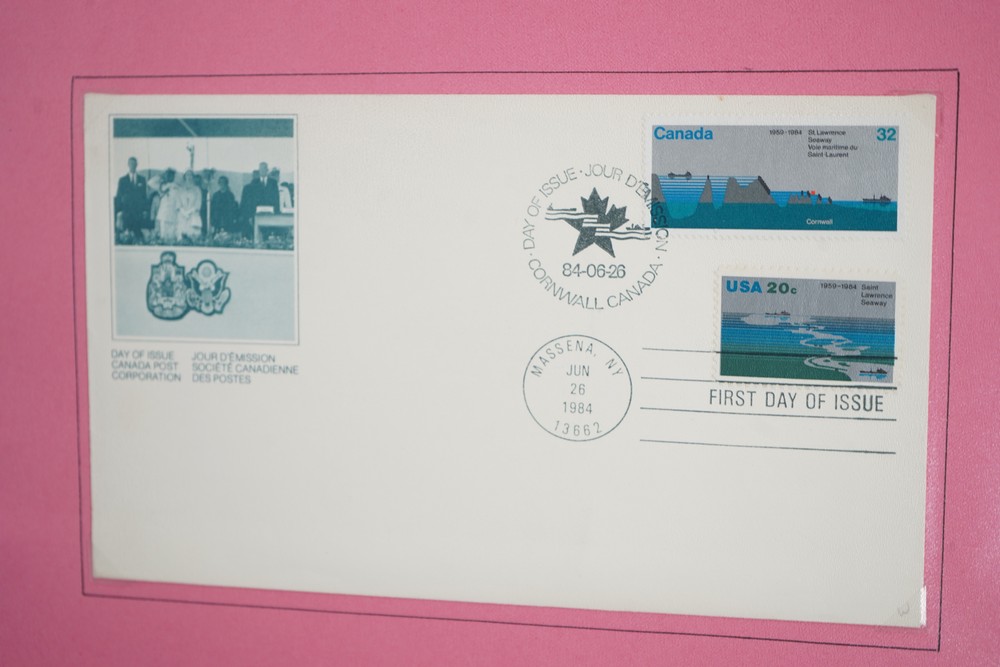 DAY OF ISSUE JOUR D'ÉMISSION
CANADA POST SOCIÉTÉ CANADIENNE
CORPORATION DES POSTES
DAY OF ISSUE · JOUR D'ÉMISSION
84-06-26
· CORNWALL CANADA ·
Canada
1959-1984 St. Lawrence
Seaway
Voie maritime du
Saint-Laurent
32
Cornwall
USA 20c
1959-1984 Saint
Lawrence
Seaway
MASSENA, NY
JUN
26
1984
13662
FIRST DAY OF ISSUE